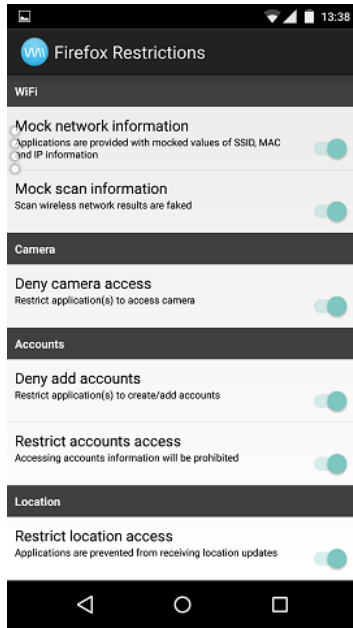 13:38
Firefox Restrictions
WiFi
Mock network information
Applications are provided with mocked values of SSID, MAC
and IP information
Mock scan information
Scan wireless network results are faked
Camera
Deny camera access
Restrict application(s) to access camera
Accounts
Deny add accounts
Restrict application(s) to create/add accounts
Restrict accounts access
Accessing accounts information will be prohibited
Location
Restrict location access
Applications are prevented from receiving location updates